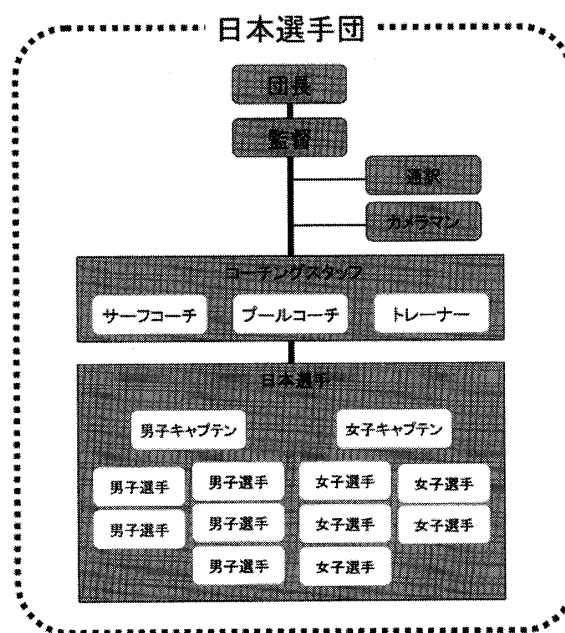 日本選手団
団長
監督
通訳
カメラマン
コーチングスタッフ
サーフコーチ プールコーチ トレーナー
日本選手
男子キャプテン 女子キャプテン
男子選手 男子選手 女子選手 女子選手
男子選手 男子選手 女子選手 女子選手
男子選手 女子選手